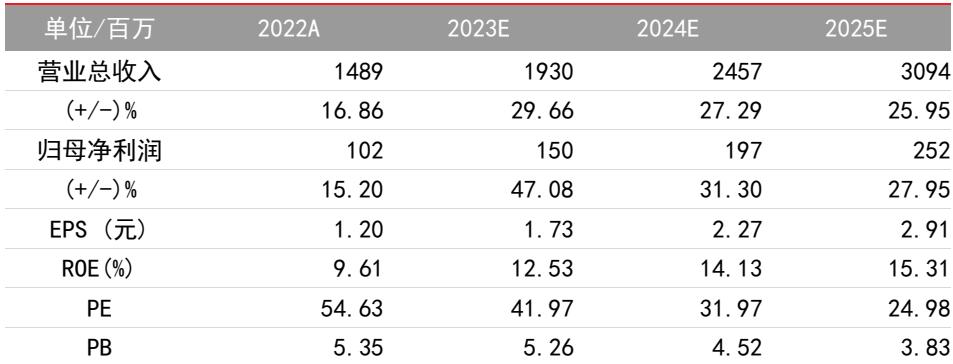 单位/百万 2022A 2023E 2024E 2025E
营业总收入 1489 1930 2457 3094
(+/-)% 16.86 29.66 27.29 25.95
归母净利润 102 150 197 252
(+/-)% 15.20 47.08 31.30 27.95
EPS (元) 1.20 1.73 2.27 2.91
ROE(%) 9.61 12.53 14.13 15.31
PE 54.63 41.97 31.97 24.98
PB 5.35 5.26 4.52 3.83